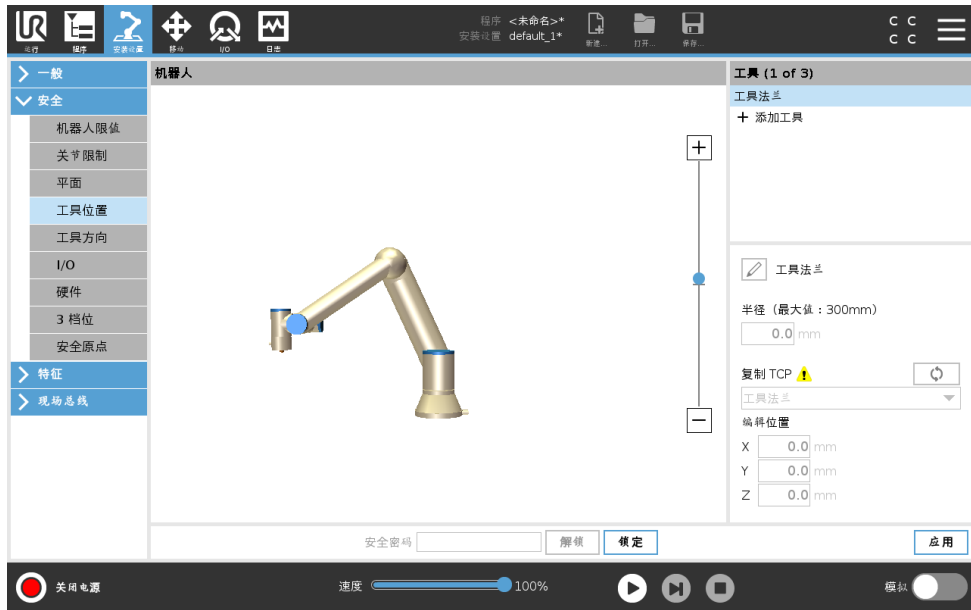 UR
运行
程序
安装设置
移动
I/O
日志
程序 <未命名>*
安装设置 default_1*
新建...
打开...
保存...
C C
C C
一般
安全
机器人限值
关节限制
平面
工具位置
工具方向
I/O
硬件
3 档位
安全原点
特征
现场总线
机器人
工具 (1 of 3)
工具法兰
添加工具
工具法兰
半径（最大值：300mm）
0.0 mm
复制 TCP
工具法兰
编辑位置
X 0.0 mm
Y 0.0 mm
Z 0.0 mm
安全密码 解锁 锁定 应用
关闭电源
速度 100%
模拟